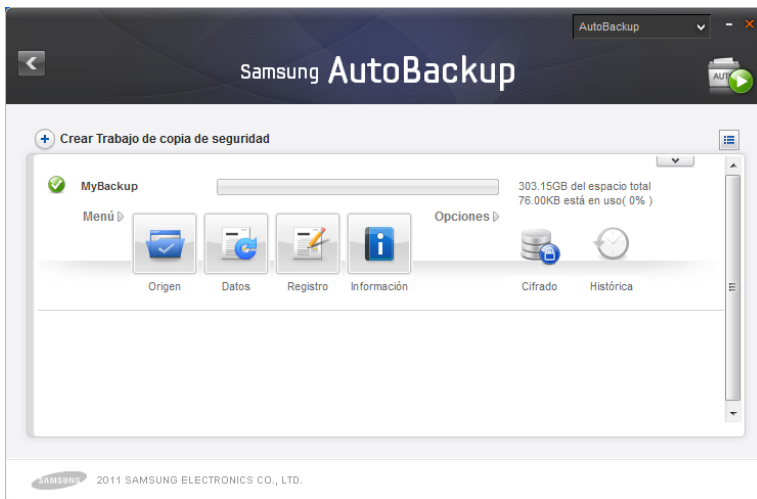 AutoBackup
samsung AutoBackup
AUTO
Crear Trabajo de copia de seguridad
MyBackup
303.15GB del espacio total
76.00KB está en uso( 0% )
Menú
Opciones
Origen
Datos
Registro
Información
Cifrado
Histórica
SAMSUNG 2011 SAMSUNG ELECTRONICS CO., LTD.